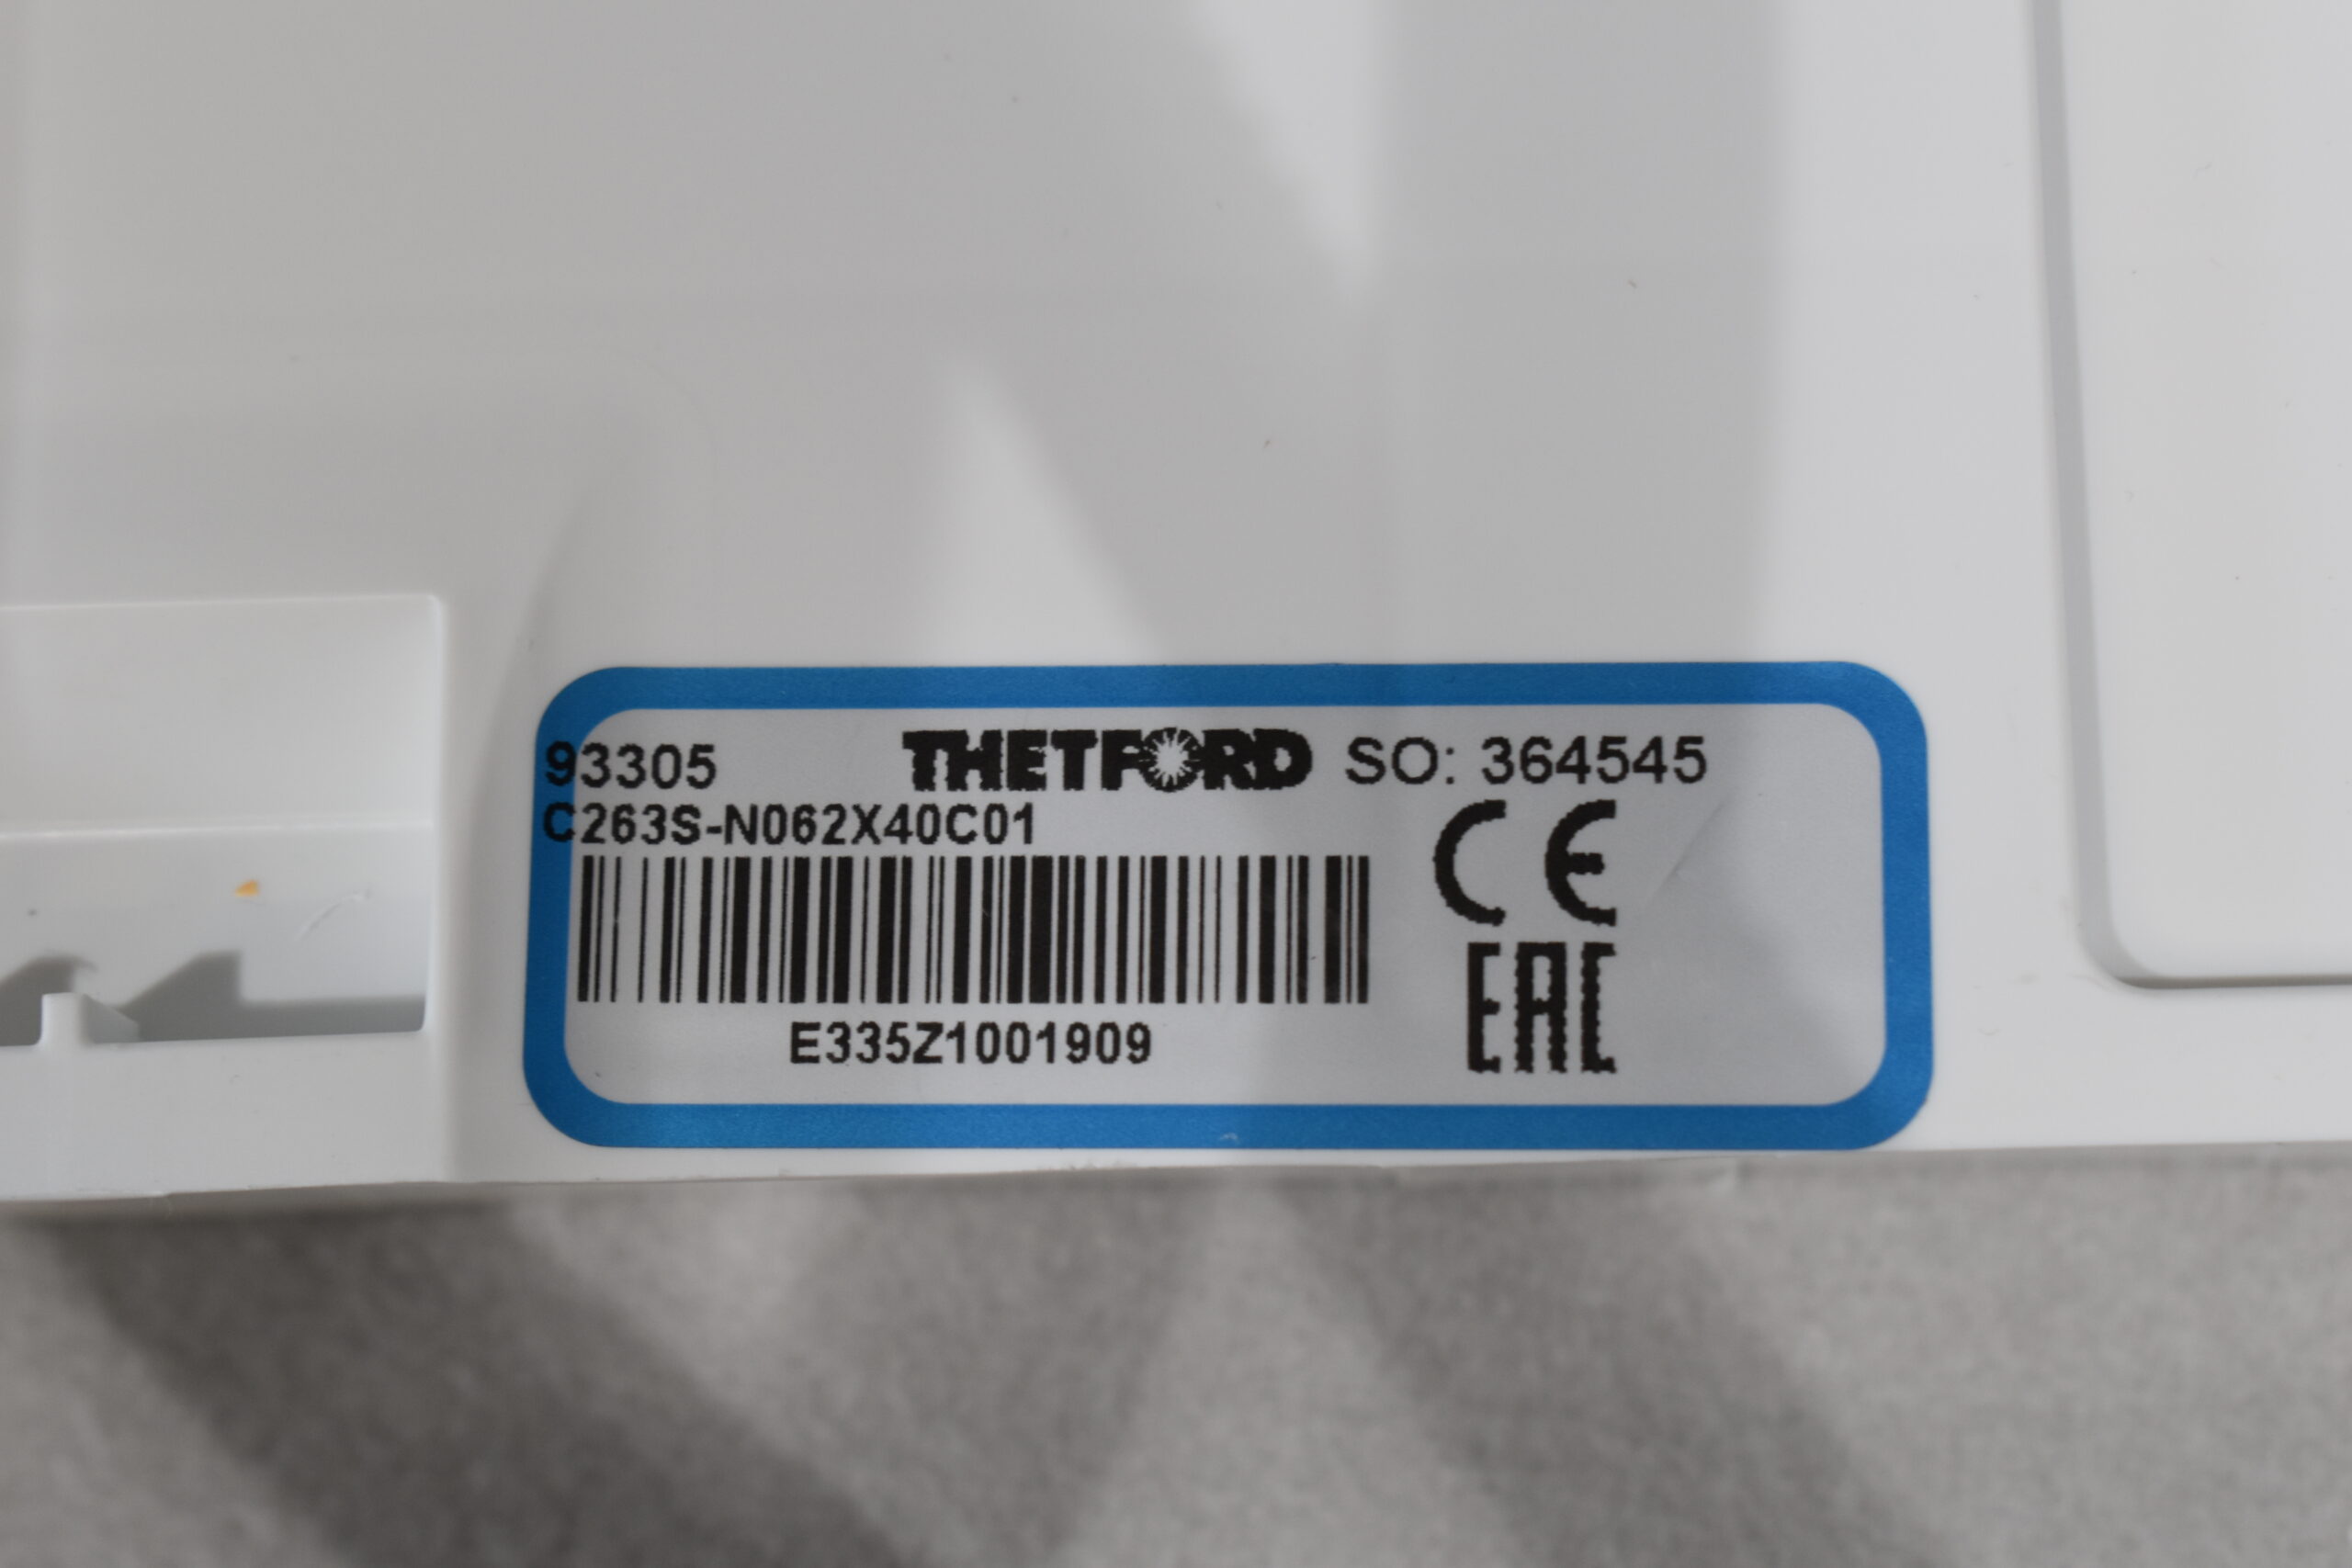 93305 THETFORD SO: 364545
C263S-N062X40C01
CE
EAC
E335Z1001909